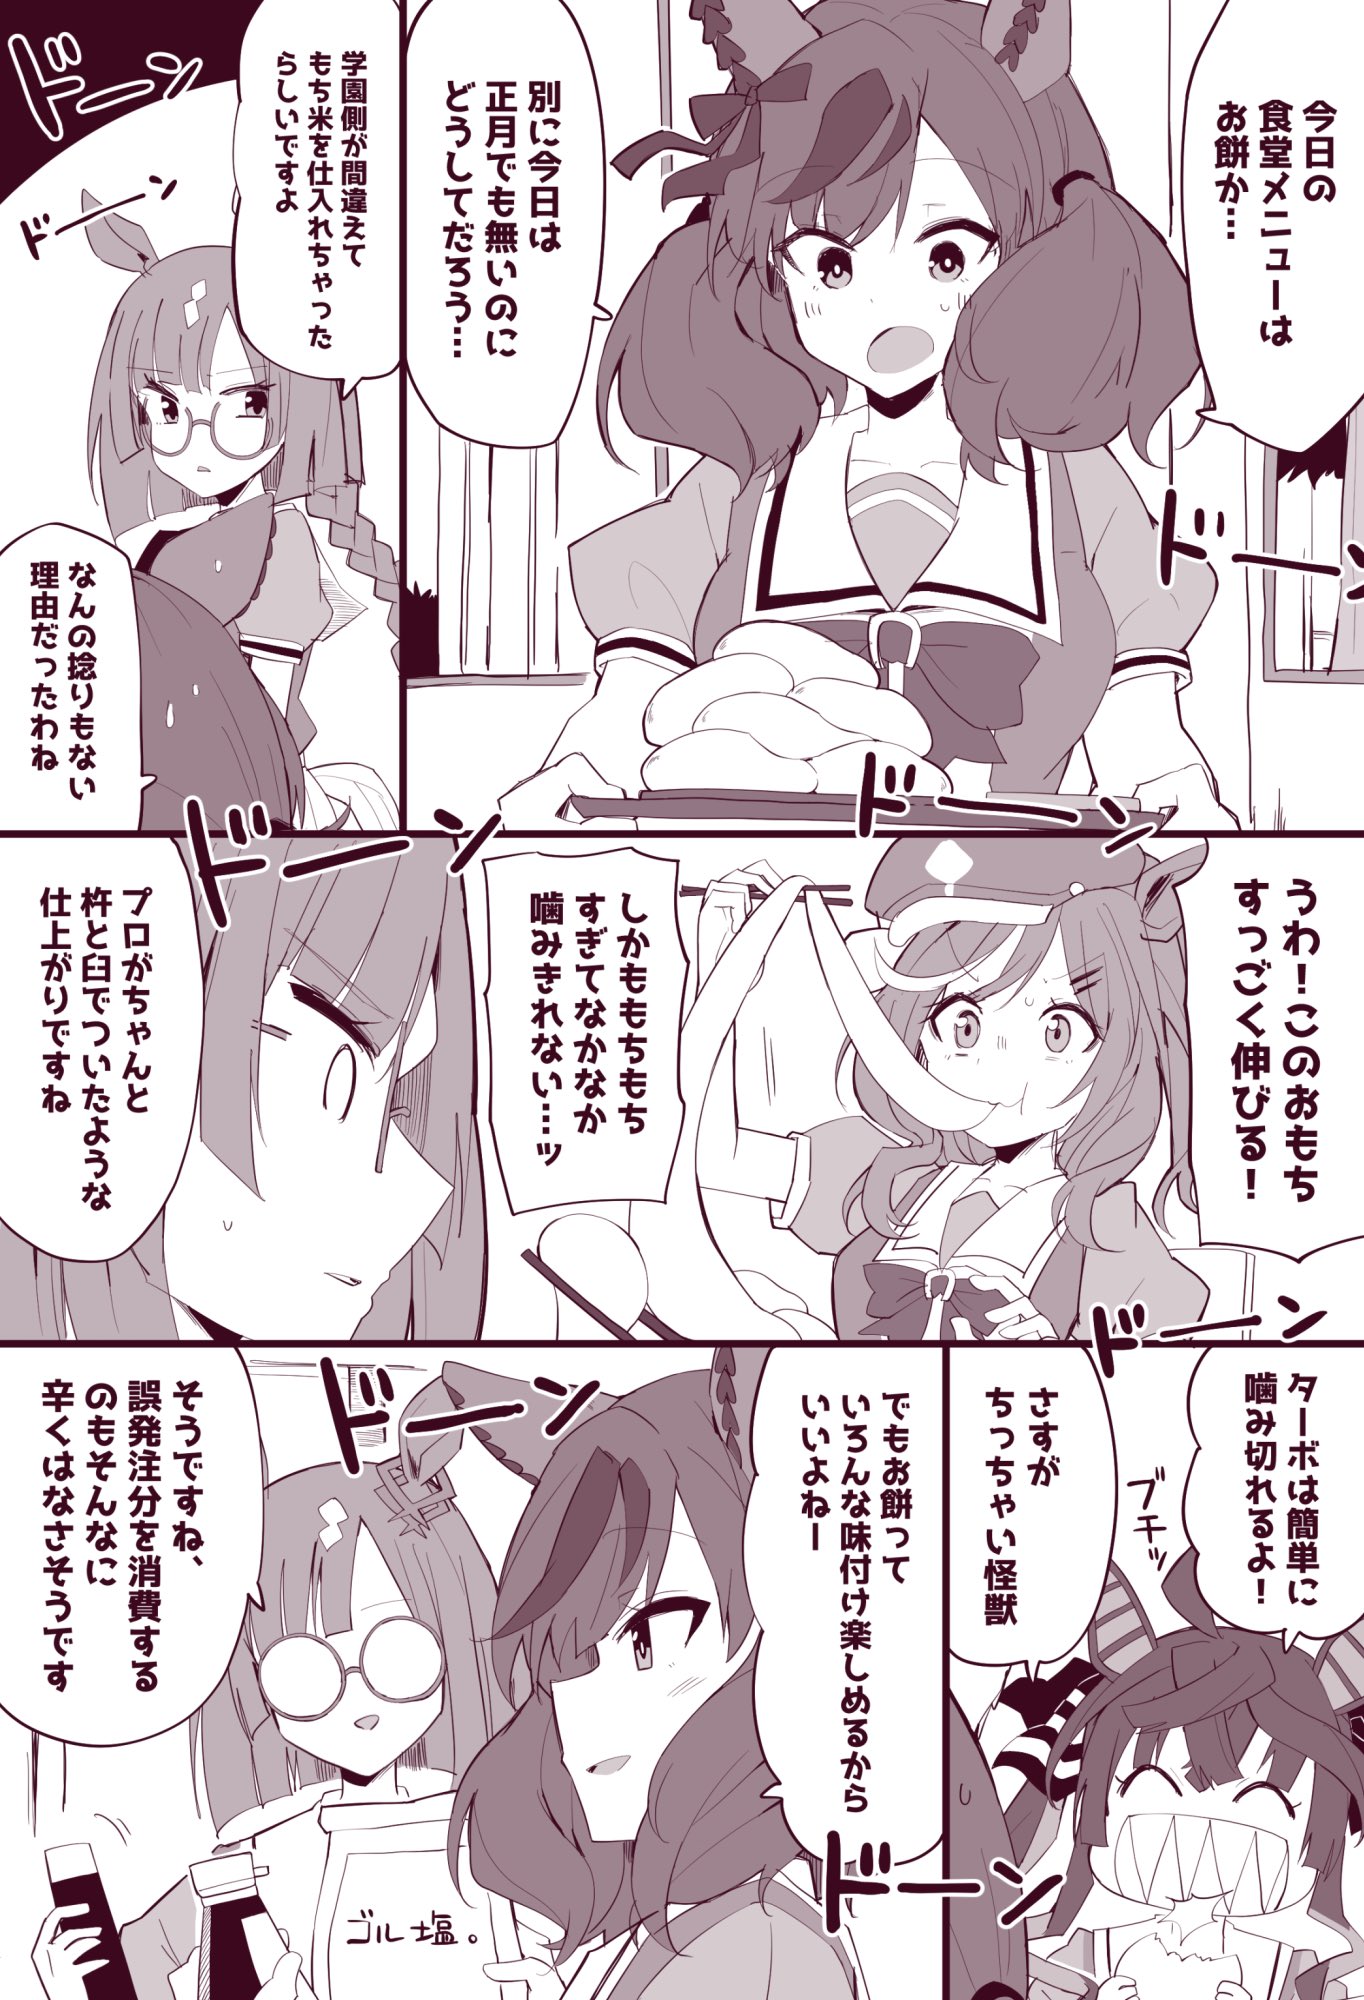 今日の
食堂メニューは
お餅か…
別に今日は
正月でも無いのに
どうしてだろう…
ドーン
ドーン
学園側が間違えて
もち米を仕入れちゃった
らしいですよ
ドーン
ドーン
なんの捻りもない
理由だったわね
うわ！このおもち
すっごく伸びる！
しかももちもち
すぎてなかなか
噛みきれない…ッ
ドーン
ドーン
プロがちゃんと
杵と臼でついたような
仕上がりですね
ターボは簡単に
噛み切れるよ！
ブチッ
さすが
ちっちゃい怪獣
ドーン
でもお餅って
いろんな味付け楽しめるから
いいよねー
ドーン
そうですね、
誤発注分を消費する
のもそんなに
辛くはなさそうです
ゴル塩。